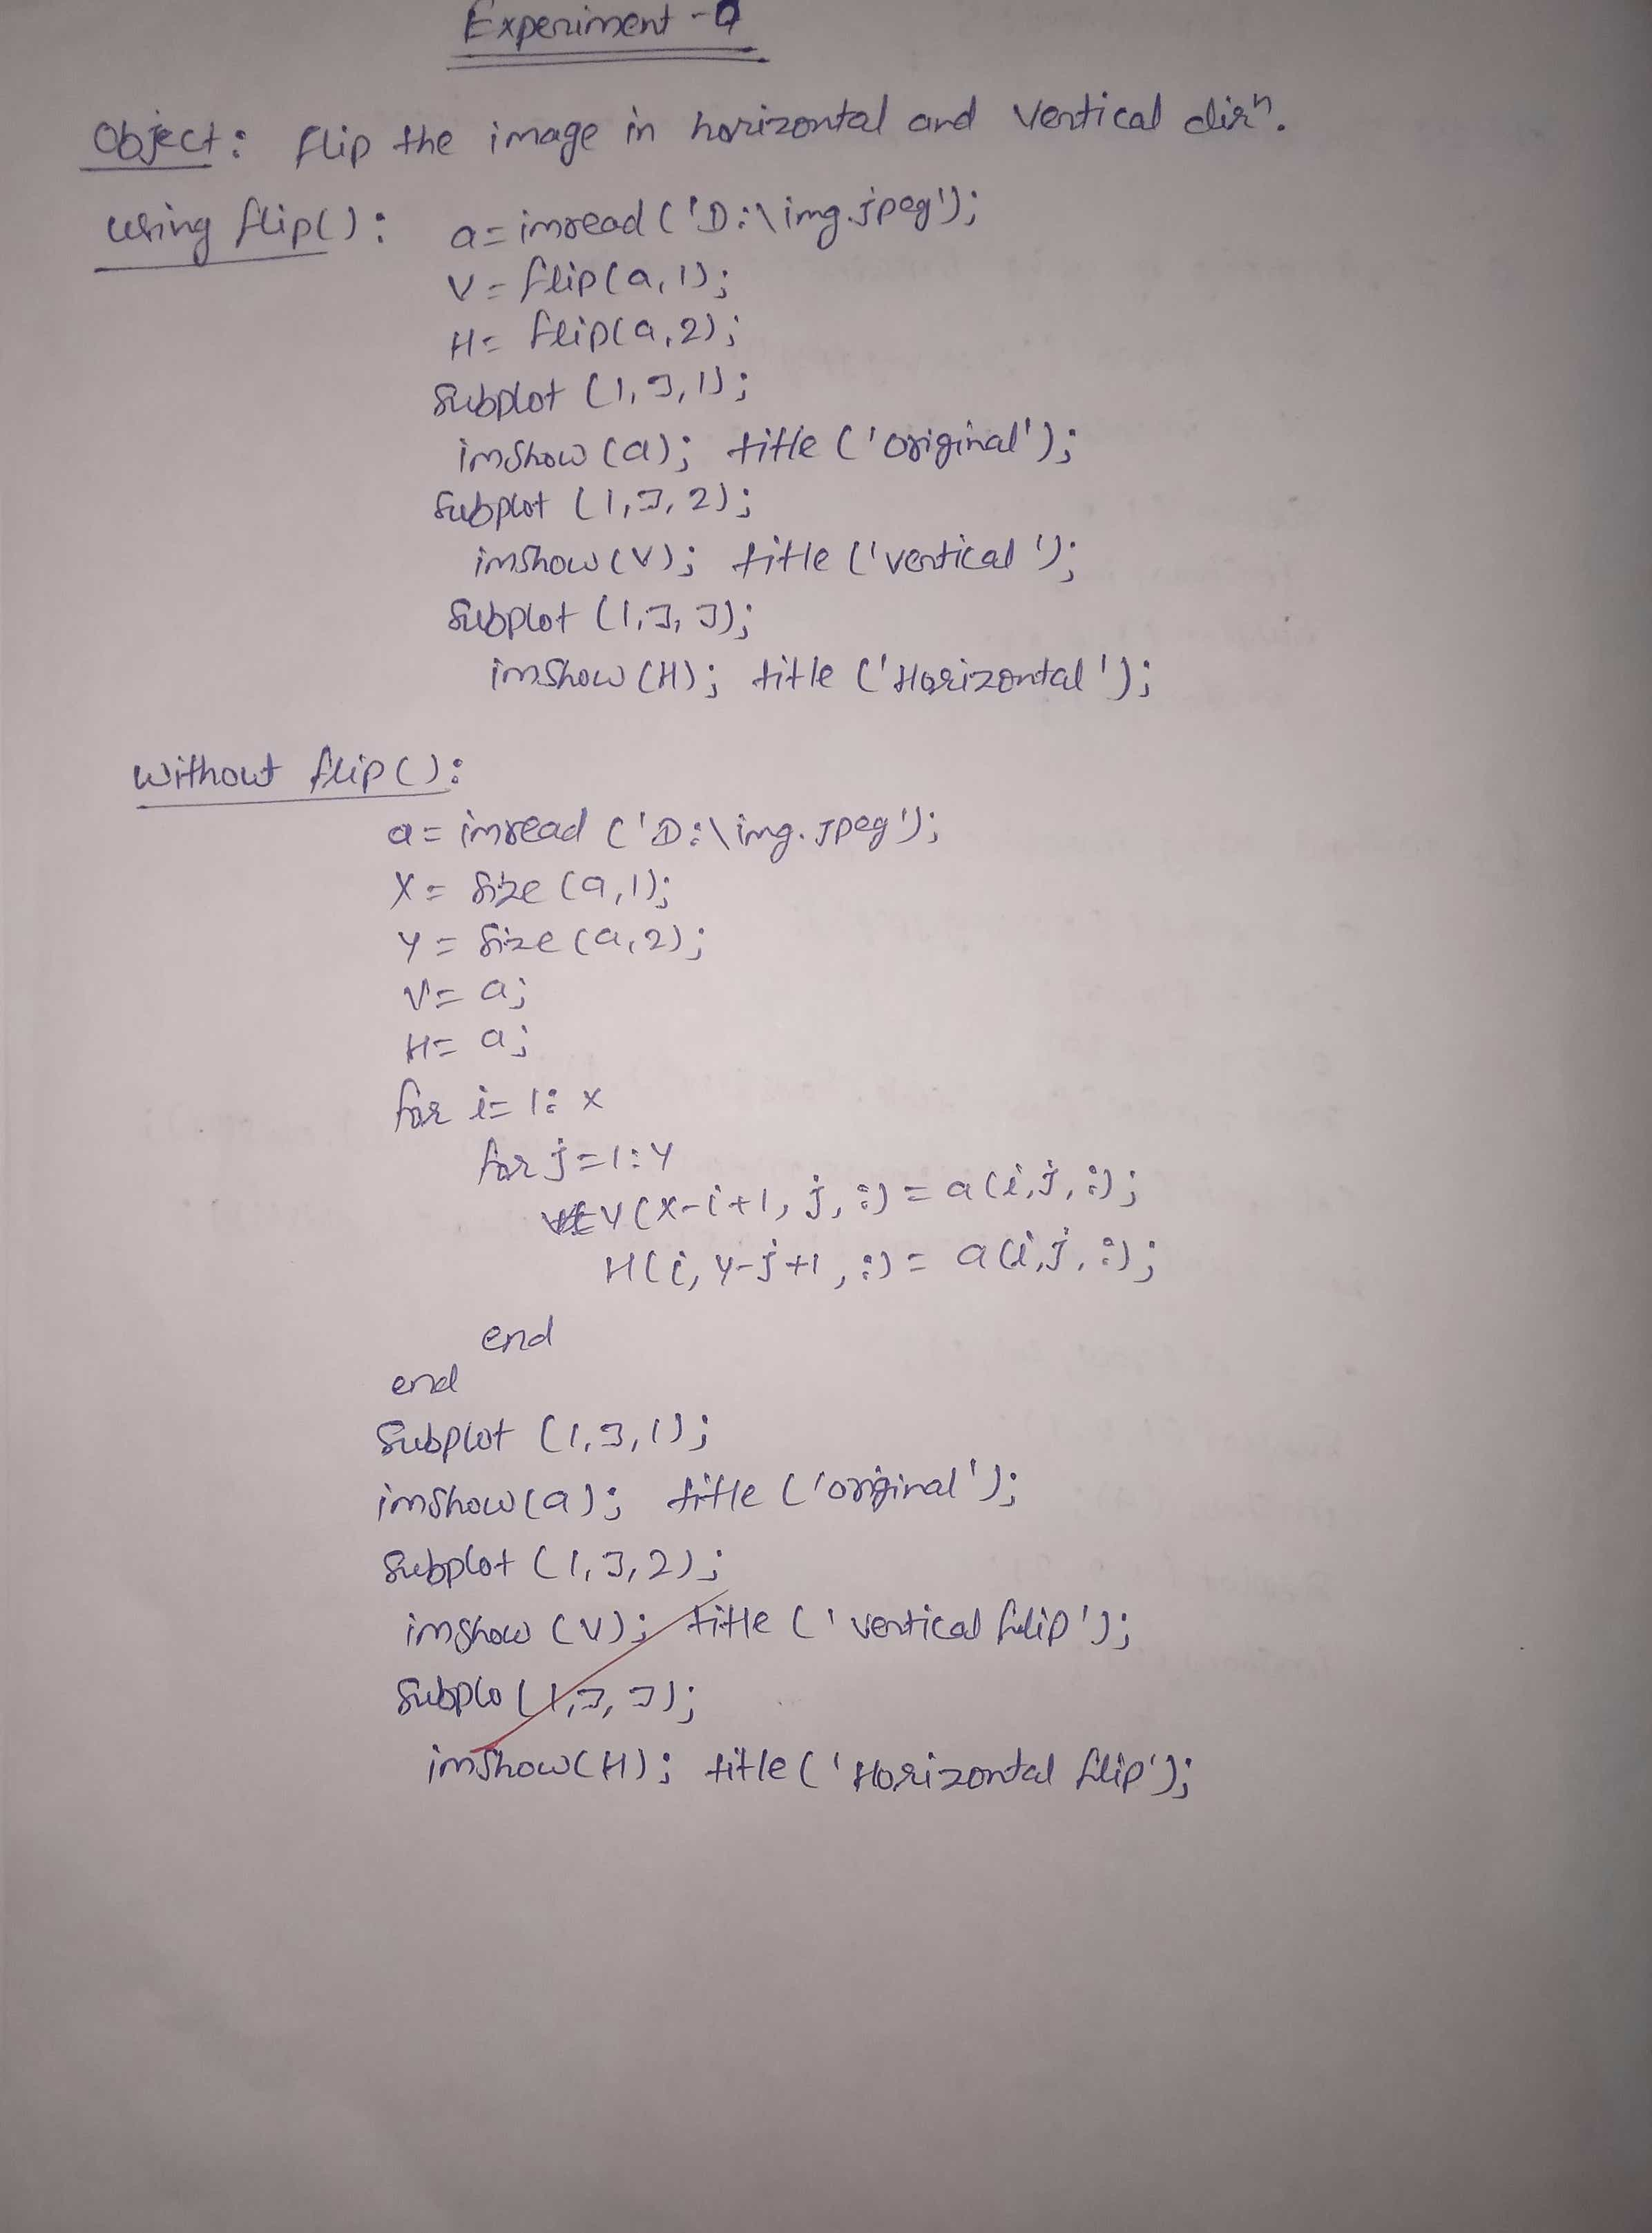 Experiment - 9
Object: flip the image in horizontal and vertical dirⁿ.
using flip(): a = imread ('D:\img.jpeg');
V = flip(a, 1);
H = flip(a, 2);
Subplot (1, 3, 1);
imshow (a); title ('original');
Subplot (1, 3, 2);
imshow (V); title ('vertical');
Subplot (1, 3, 3);
imshow (H); title ('Horizontal');
without flip():
a = imread ('D:\img.jpeg');
X = size (a, 1);
Y = size (a, 2);
V = a;
H = a;
for i = 1: X
for j = 1: Y
V (X-i+1, j, :) = a (i, j, :);
H (i, Y-j+1, :) = a (i, j, :);
end
end
Subplot (1, 3, 1);
imshow (a); title ('original');
Subplot (1, 3, 2);
imshow (V); title ('vertical flip');
Subplo (1, 3, 3);
imshow (H); title ('Horizontal flip');